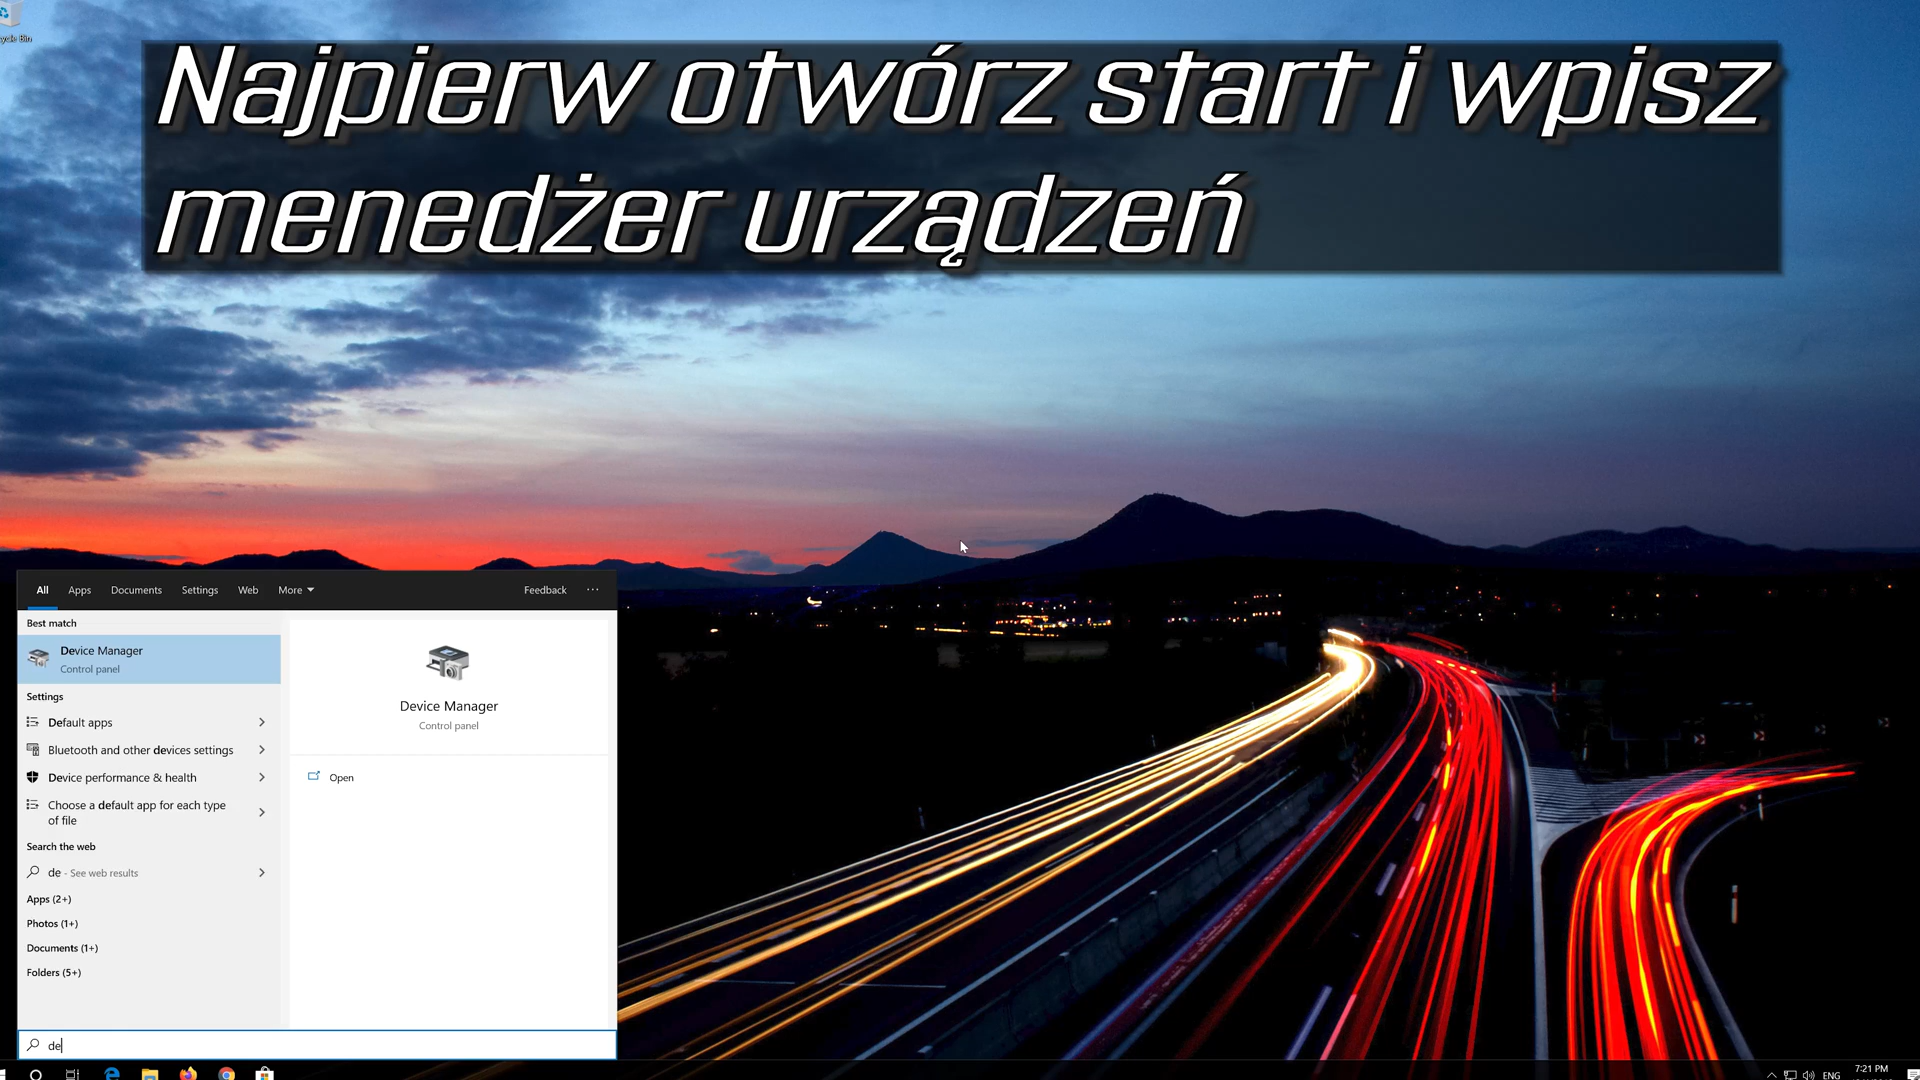 Najpierw otwórz start i wpisz
menedżer urządzeń
All Apps Documents Settings Web More Feedback ...
Best match
Device Manager
Control panel
Settings
Default apps
Bluetooth and other devices settings
Device performance & health
Choose a default app for each type
of file
Search the web
de - See web results
Apps (2+)
Photos (1+)
Documents (1+)
Folders (5+)
de
Device Manager
Control panel
Open
ENG
7:21 PM